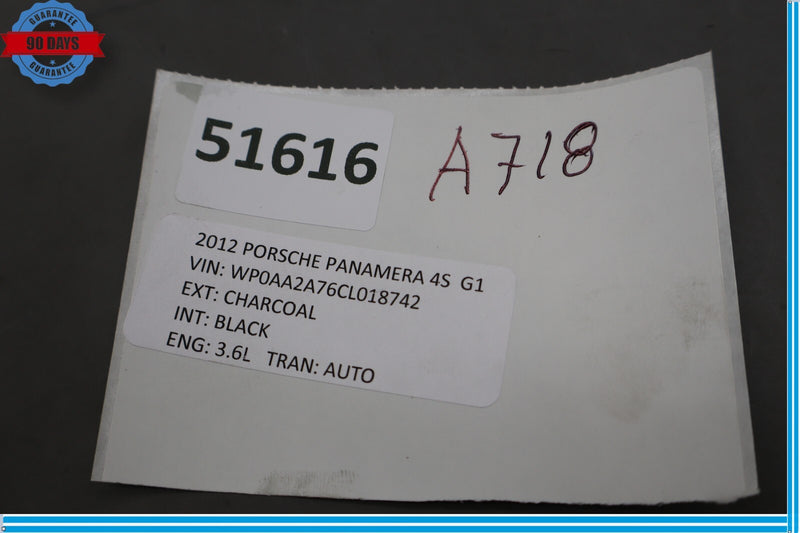 GUARANTEE
90 DAYS
GUARANTEE
51616
A718
2012 PORSCHE PANAMERA 4S G1
VIN: WP0AA2A76CL018742
EXT: CHARCOAL
INT: BLACK
ENG: 3.6L TRAN: AUTO